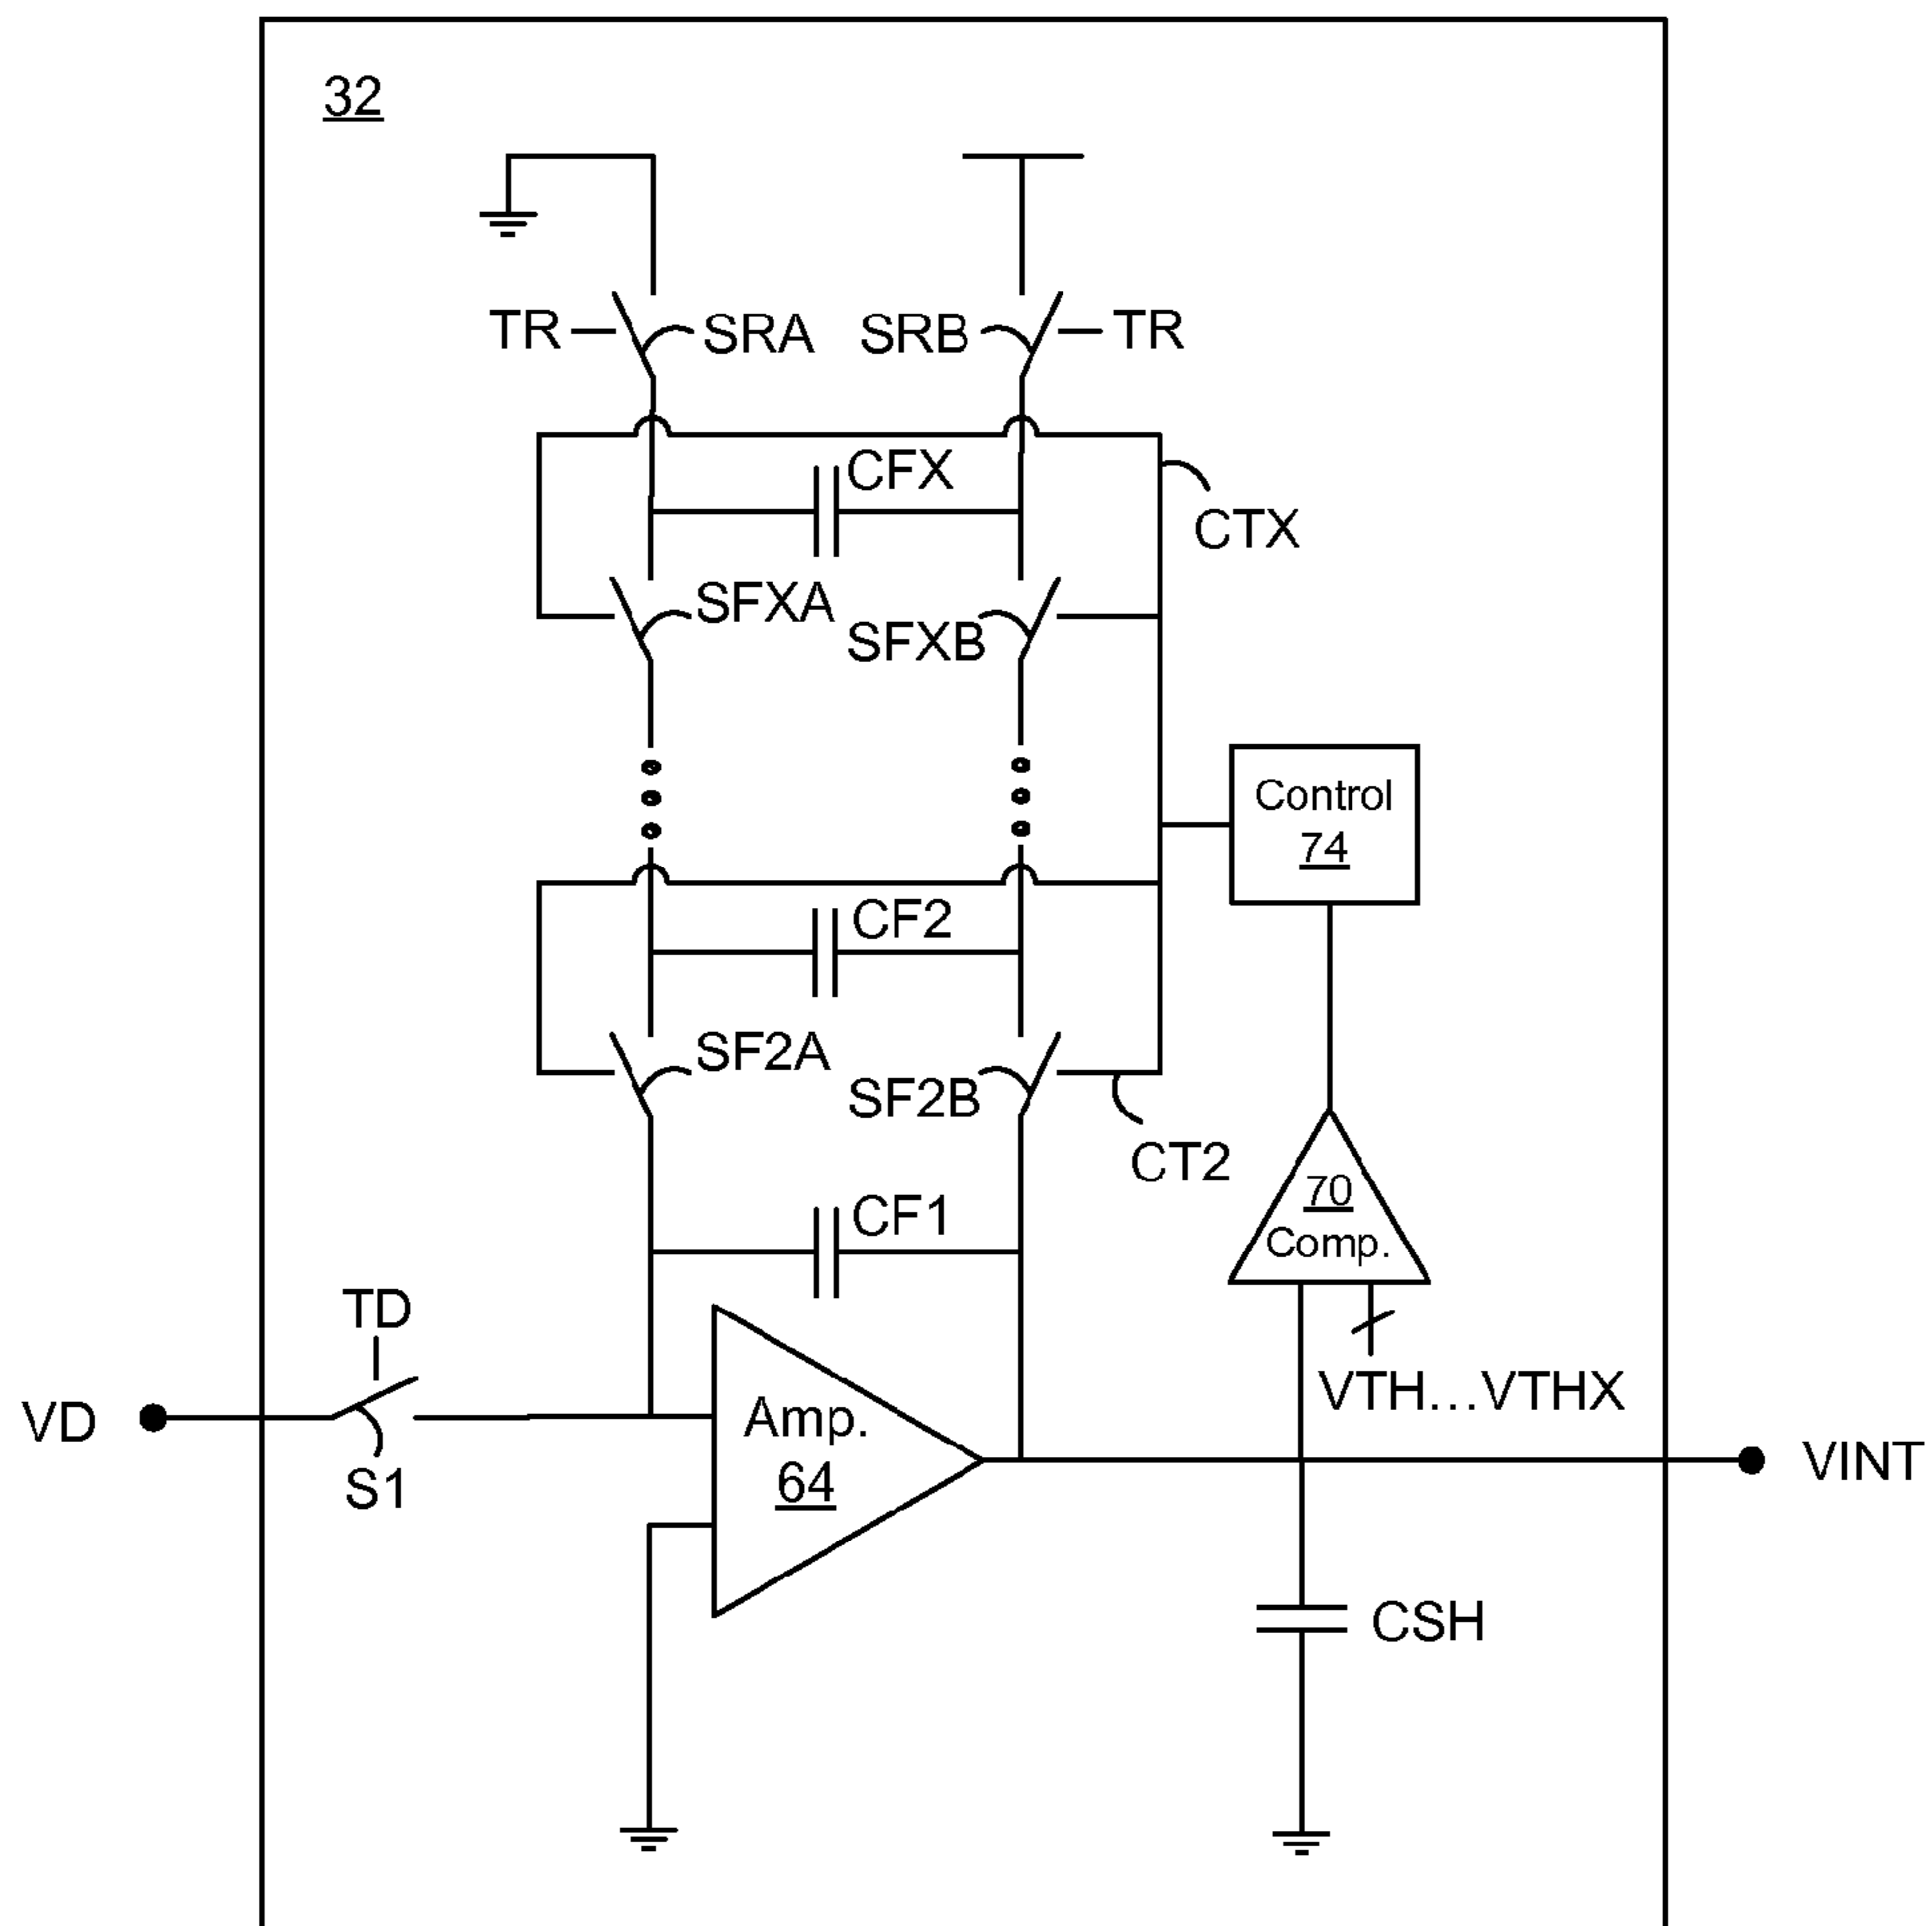 32
TR
SRA
SRB
TR
CFX
CTX
SFXA
SFXB
Control
74
CF2
SF2A
SF2B
CT2
CF1
70
Comp.
TD
VTH...VTHX
VD
Amp.
64
S1
VINT
CSH